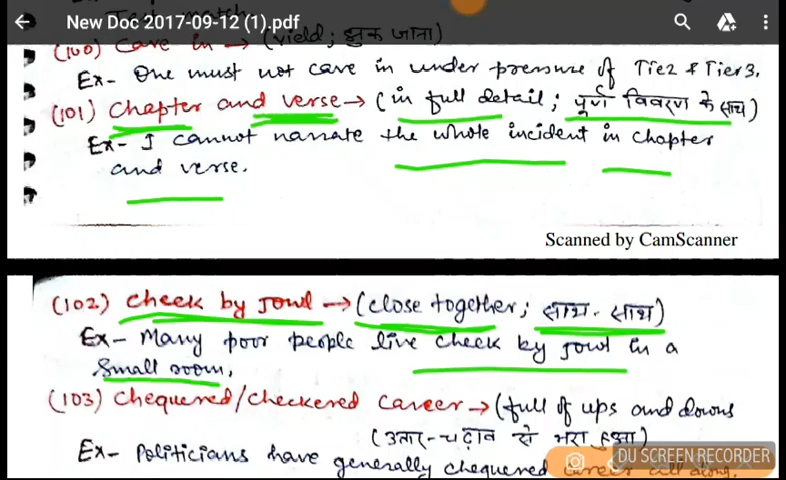 New Doc 2017-09-12 (1).pdf
(100) Cave in → (yield; झुक जाना)
Ex- One must not cave in under pressure of Tier2 & Tier3.
(101) Chapter and verse → (in full detail; पूर्ण विवरण के साथ)
Ex- I cannot narrate the whole incident in chapter
and verse.
Scanned by CamScanner
(102) Cheek by Jowl → (close together; साथ-साथ)
Ex- Many poor people live cheek by jowl in a
small room.
(103) Chequered/Checkered career → (full of ups and downs
(उतार-चढ़ाव से भरा हुआ)
Ex- Politicians have generally chequered career all along.
DU SCREEN RECORDER